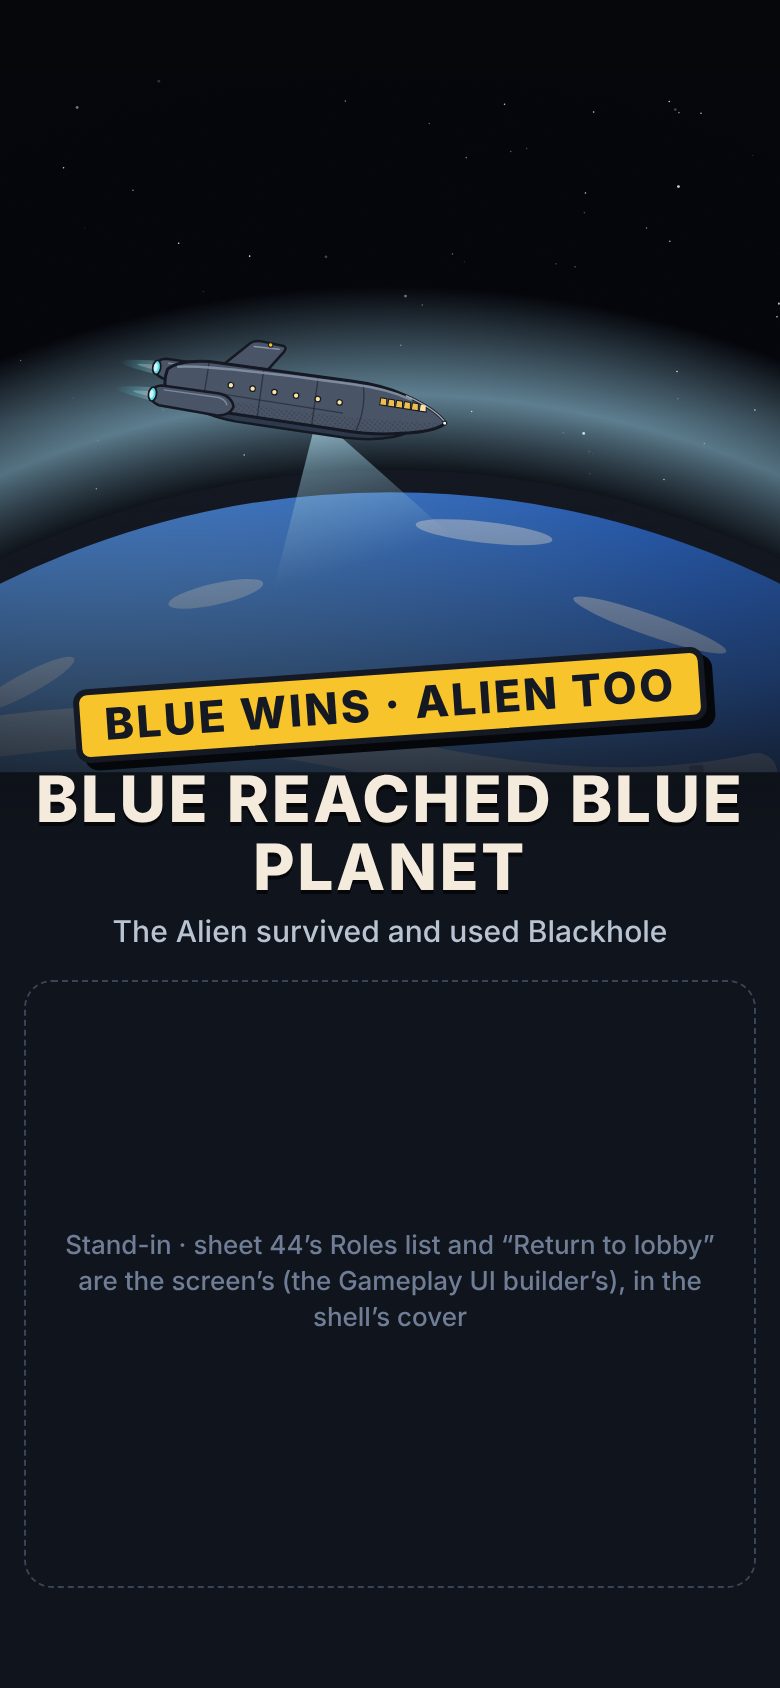 BLUE WINS · ALIEN TOO
BLUE REACHED BLUE
PLANET
The Alien survived and used Blackhole
Stand-in · sheet 44’s Roles list and “Return to lobby”
are the screen’s (the Gameplay UI builder’s), in the
shell’s cover